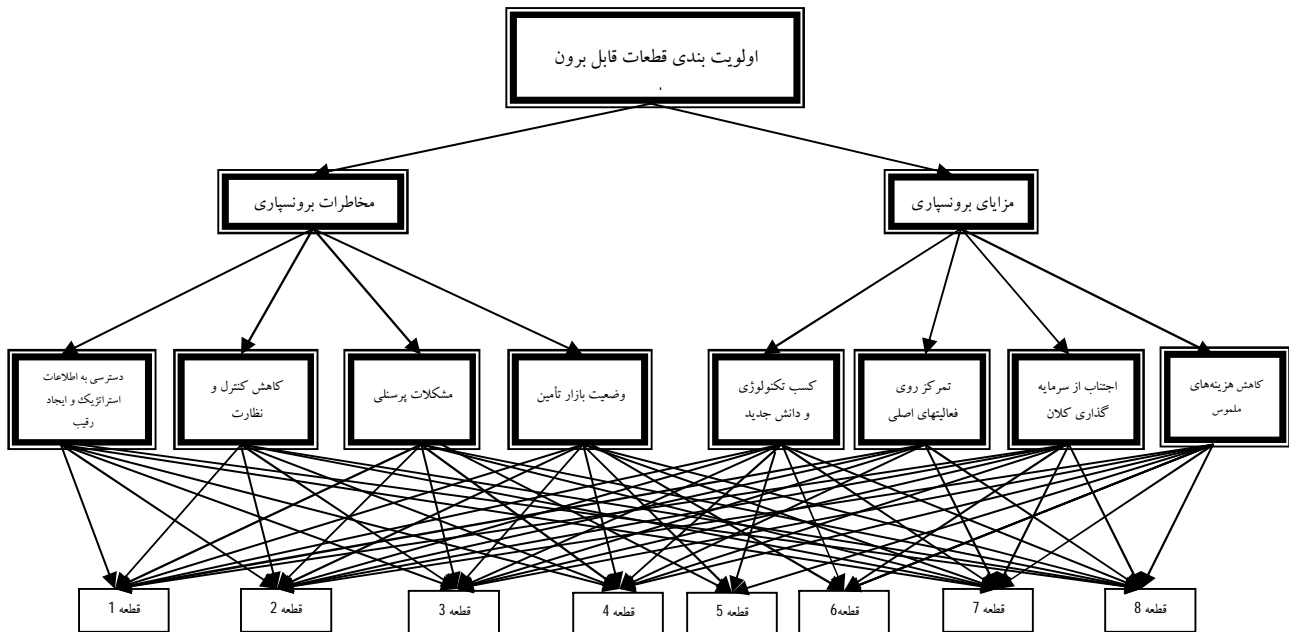 اولویت بندی قطعات قابل برون
مزایای برونسپاری
مخاطرات برونسپاری
کاهش هزینه‌های
ملموس
اجتناب از سرمایه
گذاری کلان
تمرکز روی
فعالیتهای اصلی
کسب تکنولوژی
و دانش جدید
وضعیت بازار تأمین
مشکلات پرسنلی
کاهش کنترل و
نظارت
دسترسی به اطلاعات
استراتژیک و ایجاد
رقیب
قطعه 8
قطعه 7
قطعه6
قطعه 5
قطعه 4
قطعه 3
قطعه 2
قطعه 1